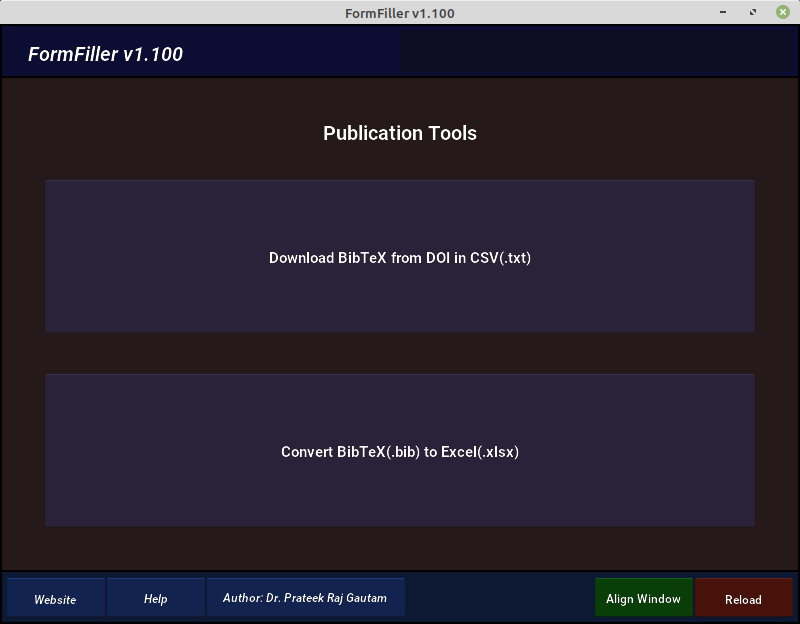 FormFiller v1.100
FormFiller v1.100
Publication Tools
Download BibTeX from DOI in CSV(.txt)
Convert BibTeX(.bib) to Excel(.xlsx)
Website
Help
Author: Dr. Prateek Raj Gautam
Align Window
Reload